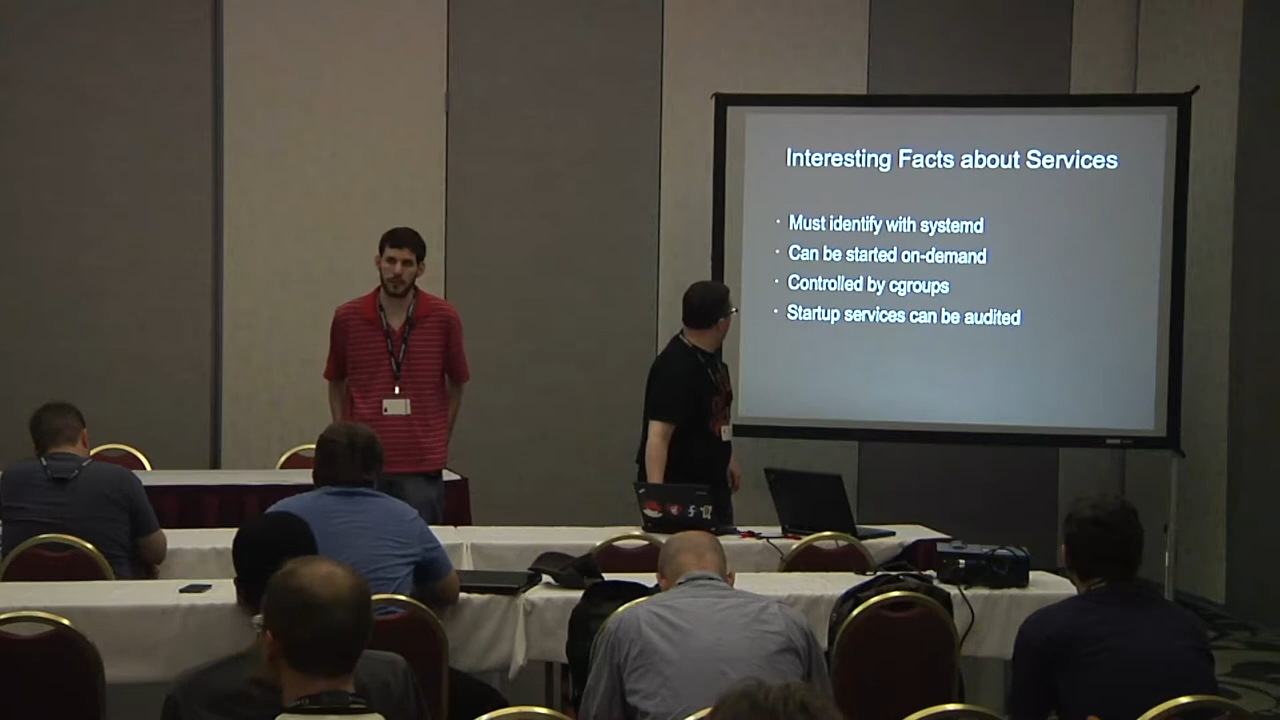 Interesting Facts about Services
· Must identify with systemd
· Can be started on-demand
· Controlled by cgroups
· Startup services can be audited